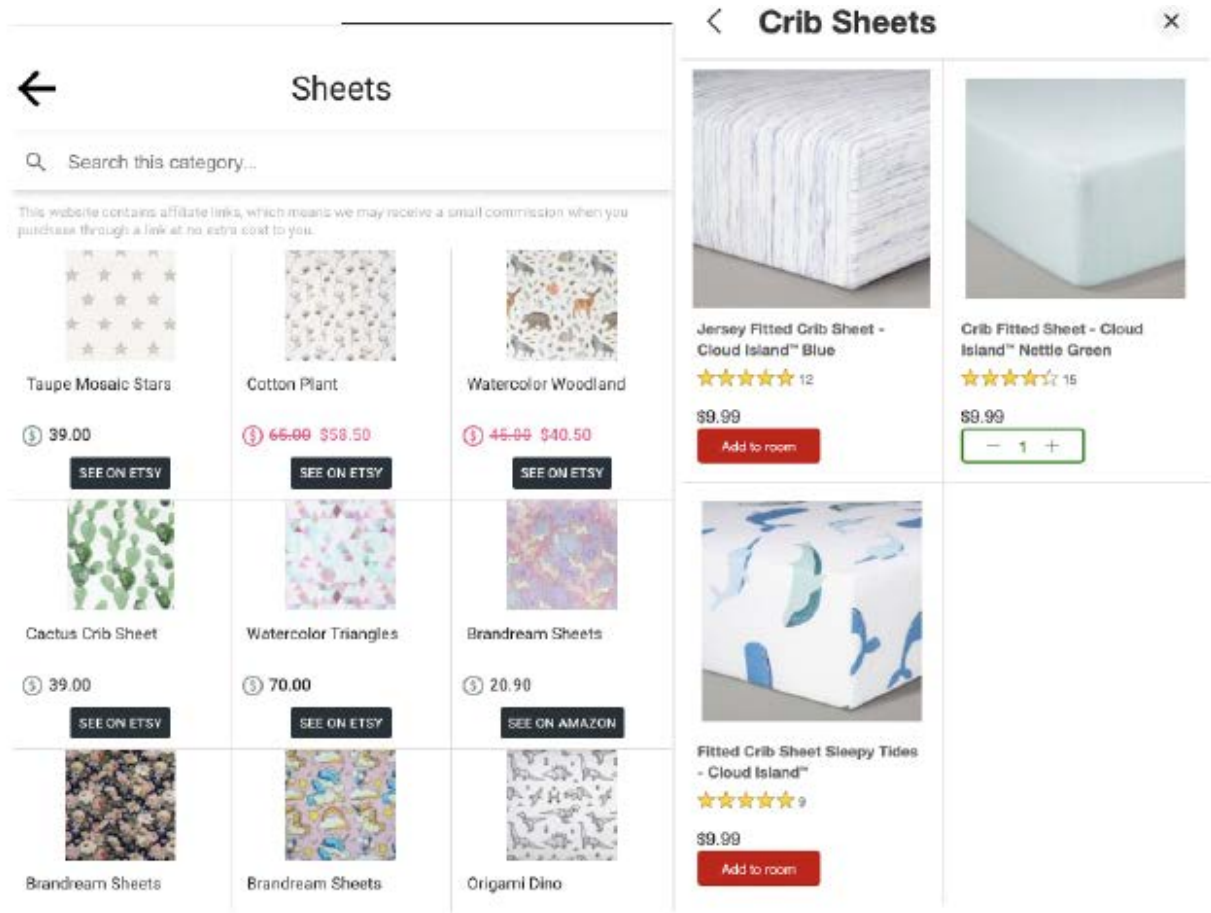 Sheets
Search this category...
This website contains affiliate links, which means we may receive a small commission when you
purchase through a link at no extra cost to you.
Taupe Mosaic Stars
Cotton Plant
Watercolor Woodland
$ 39.00
$ 65.00 $58.50
$ 45.00 $40.50
SEE ON ETSY
SEE ON ETSY
SEE ON ETSY
Cactus Crib Sheet
Watercolor Triangles
Brandream Sheets
$ 39.00
$ 70.00
$ 20.90
SEE ON ETSY
SEE ON ETSY
SEE ON AMAZON
Brandream Sheets
Brandream Sheets
Origami Dino
Crib Sheets
Jersey Fitted Crib Sheet -
Cloud Island™ Blue
12
$9.99
Add to room
Crib Fitted Sheet - Cloud
Island™ Nettle Green
15
$9.99
− 1 +
Fitted Crib Sheet Sleepy Tides
- Cloud Island™
9
$9.99
Add to room